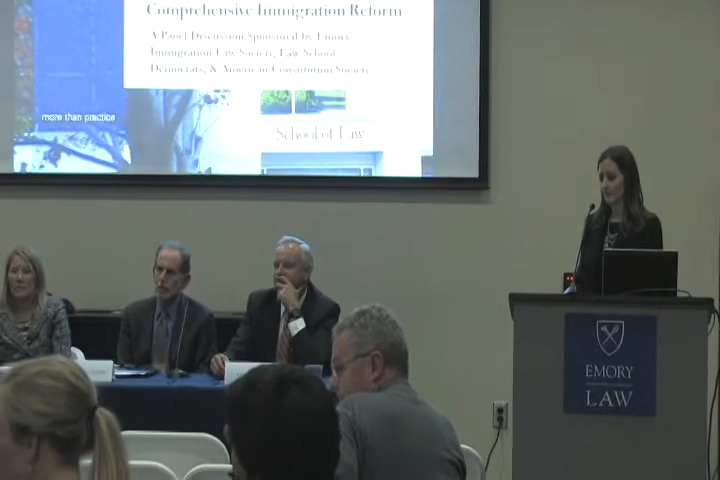 Comprehensive Immigration Reform
A Panel Discussion Sponsored by Emory
Immigration Law Society, Law School
Democrats, & American Constitution Society
more than practice
School of Law
EMORY
LAW